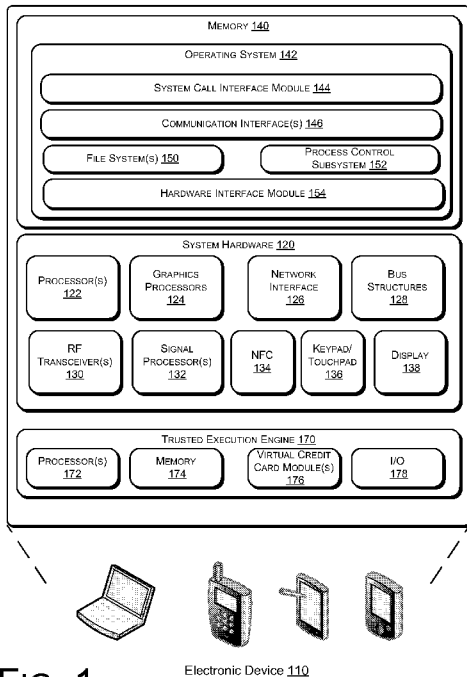 MEMORY 140
OPERATING SYSTEM 142
SYSTEM CALL INTERFACE MODULE 144
COMMUNICATION INTERFACE(S) 146
FILE SYSTEM(S) 150
PROCESS CONTROL
SUBSYSTEM 152
HARDWARE INTERFACE MODULE 154
SYSTEM HARDWARE 120
PROCESSOR(S)
122
GRAPHICS
PROCESSORS
124
NETWORK
INTERFACE
126
BUS
STRUCTURES
128
RF
TRANSCEIVER(S)
130
SIGNAL
PROCESSOR(S)
132
NFC
134
KEYPAD/
TOUCHPAD
136
DISPLAY
138
TRUSTED EXECUTION ENGINE 170
PROCESSOR(S)
172
MEMORY
174
VIRTUAL CREDIT
CARD MODULE(S)
176
I/O
178
FIG. 1
Electronic Device 110